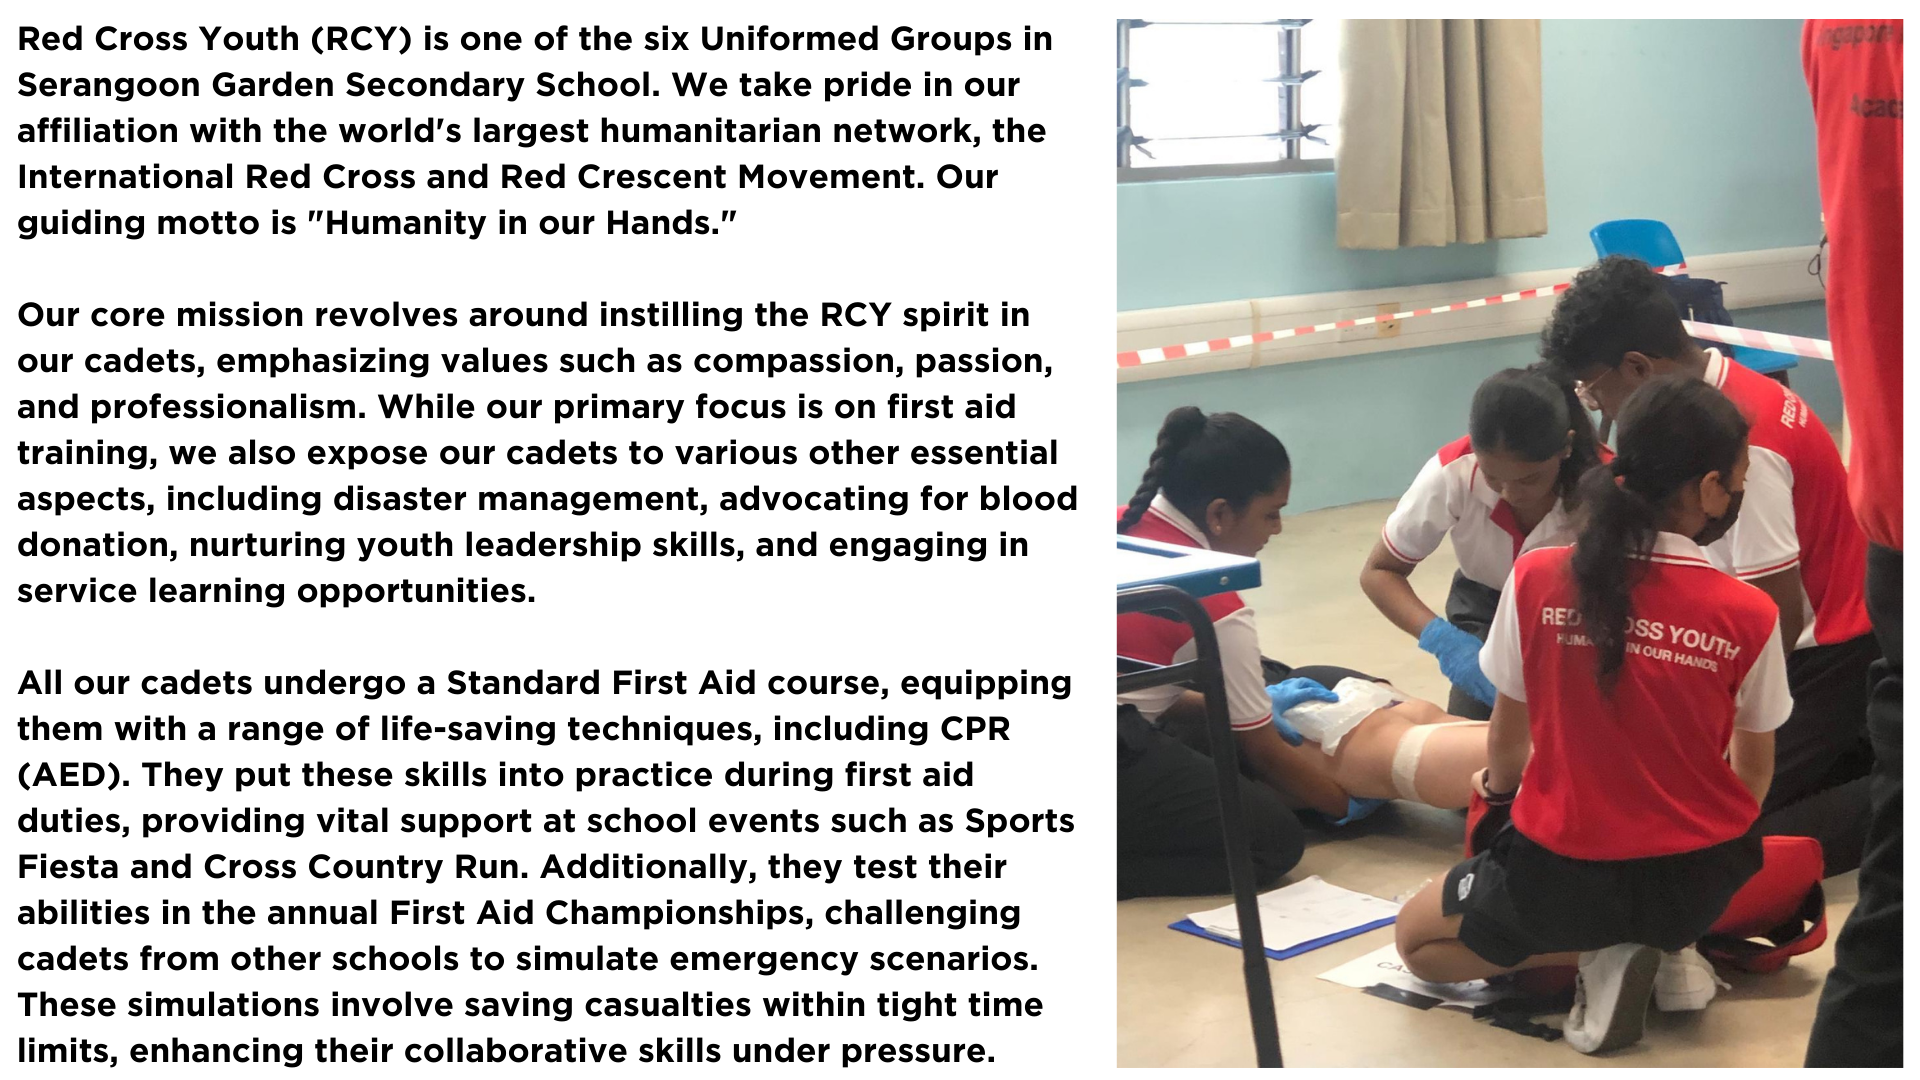 Red Cross Youth (RCY) is one of the six Uniformed Groups in
Serangoon Garden Secondary School. We take pride in our
affiliation with the world's largest humanitarian network, the
International Red Cross and Red Crescent Movement. Our
guiding motto is "Humanity in our Hands."
Our core mission revolves around instilling the RCY spirit in
our cadets, emphasizing values such as compassion, passion,
and professionalism. While our primary focus is on first aid
training, we also expose our cadets to various other essential
aspects, including disaster management, advocating for blood
donation, nurturing youth leadership skills, and engaging in
service learning opportunities.
All our cadets undergo a Standard First Aid course, equipping
them with a range of life-saving techniques, including CPR
(AED). They put these skills into practice during first aid
duties, providing vital support at school events such as Sports
Fiesta and Cross Country Run. Additionally, they test their
abilities in the annual First Aid Championships, challenging
cadets from other schools to simulate emergency scenarios.
These simulations involve saving casualties within tight time
limits, enhancing their collaborative skills under pressure.
RED YOUTH
IN OUR HANDS